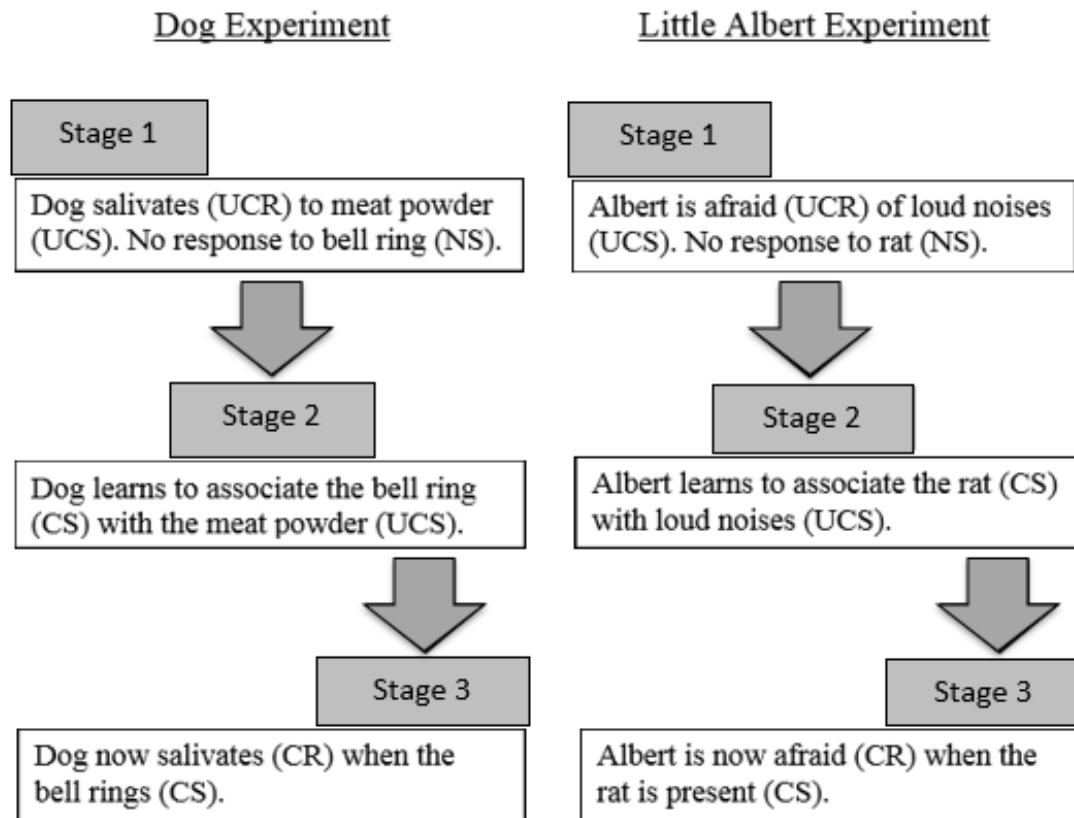 Dog Experiment
Stage 1
Dog salivates (UCR) to meat powder
(UCS). No response to bell ring (NS).
Stage 2
Dog learns to associate the bell ring
(CS) with the meat powder (UCS).
Stage 3
Dog now salivates (CR) when the
bell rings (CS).
Little Albert Experiment
Stage 1
Albert is afraid (UCR) of loud noises
(UCS). No response to rat (NS).
Stage 2
Albert learns to associate the rat (CS)
with loud noises (UCS).
Stage 3
Albert is now afraid (CR) when the
rat is present (CS).